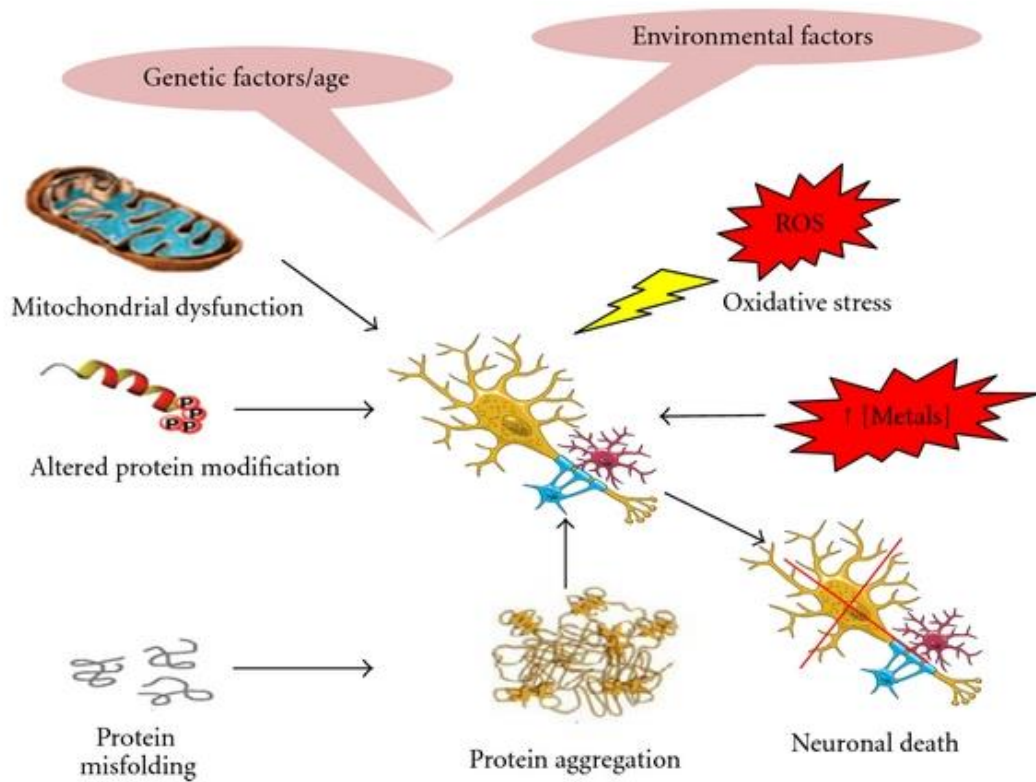 Environmental factors
Genetic factors/age
ROS
Mitochondrial dysfunction
Oxidative stress
P
P
P
P
↑ [Metals]
Altered protein modification
Protein
misfolding
Protein aggregation
Neuronal death